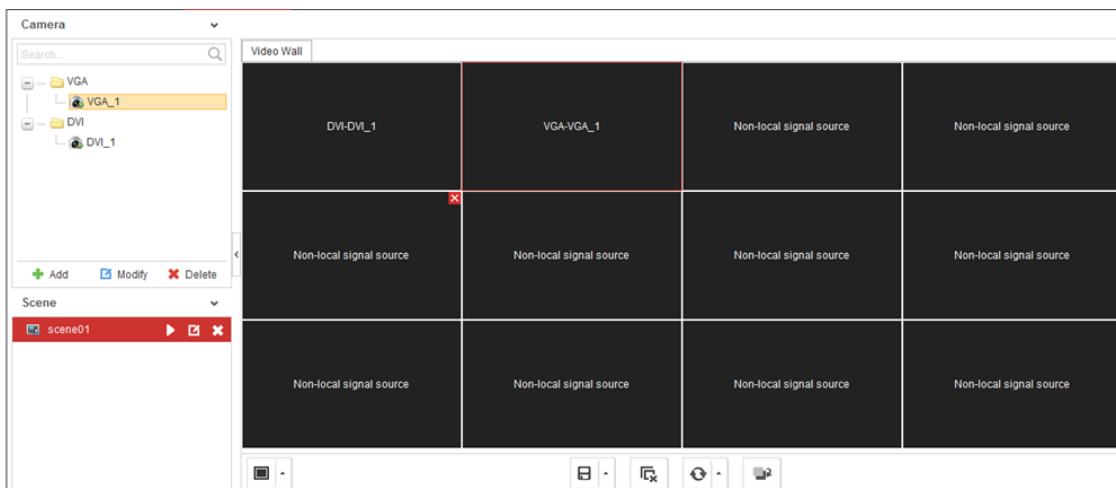 Camera
Search...
VGA
VGA_1
DVI
DVI_1
Add Modify Delete
Scene
scene01
Video Wall
DVI-DVI_1 VGA-VGA_1 Non-local signal source Non-local signal source
Non-local signal source Non-local signal source Non-local signal source Non-local signal source
Non-local signal source Non-local signal source Non-local signal source Non-local signal source